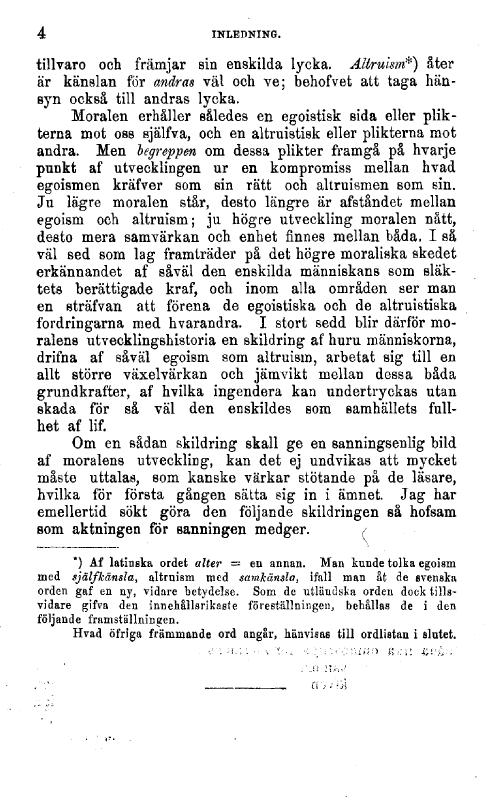 4 INLEDNING.
tillvaro och främjar sin enskilda lycka. Altruism*) åter
är känslan för andras väl och ve; behofvet att taga hän-
syn också till andras lycka.
Moralen erhåller således en egoistisk sida eller plik-
terna mot oss själfva, och en altruistisk eller plikterna mot
andra. Men begreppen om dessa plikter framgå på hvarje
punkt af utvecklingen ur en kompromiss mellan hvad
egoismen kräfver som sin rätt och altruismen som sin.
Ju lägre moralen står, desto längre är afståndet mellan
egoism och altruism; ju högre utveckling moralen nått,
desto mera samvärkan och enhet finnes mellan båda. I så
väl sed som lag framträder på det högre moraliska skedet
erkännandet af såväl den enskilda människans som släk-
tets berättigade kraf, och inom alla områden ser man
en sträfvan att förena de egoistiska och de altruistiska
fordringarna med hvarandra. I stort sedd blir därför mo-
ralens utvecklingshistoria en skildring af huru människorna,
drifna af såväl egoism som altruism, arbetat sig till en
allt större växelvärkan och jämvikt mellan dessa båda
grundkrafter, af hvilka ingendera kan undertryckas utan
skada för så väl den enskildes som samhällets full-
het af lif.
Om en sådan skildring skall ge en sanningsenlig bild
af moralens utveckling, kan det ej undvikas att mycket
måste uttalas, som kanske värkar stötande på de läsare,
hvilka för första gången sätta sig in i ämnet. Jag har
emellertid sökt göra den följande skildringen så hofsam
som aktningen för sanningen medger.
*) Af latinska ordet alter = en annan. Man kunde tolka egoism
med själfkänsla, altruism med samkänsla, ifall man åt de svenska
orden gaf en ny, vidare betydelse. Som de utländska orden dock tills-
vidare gifva den innehållsrikaste föreställningen, behållas de i den
följande framställningen.
Hvad öfriga främmande ord angår, hänvisas till ordlistan i slutet.